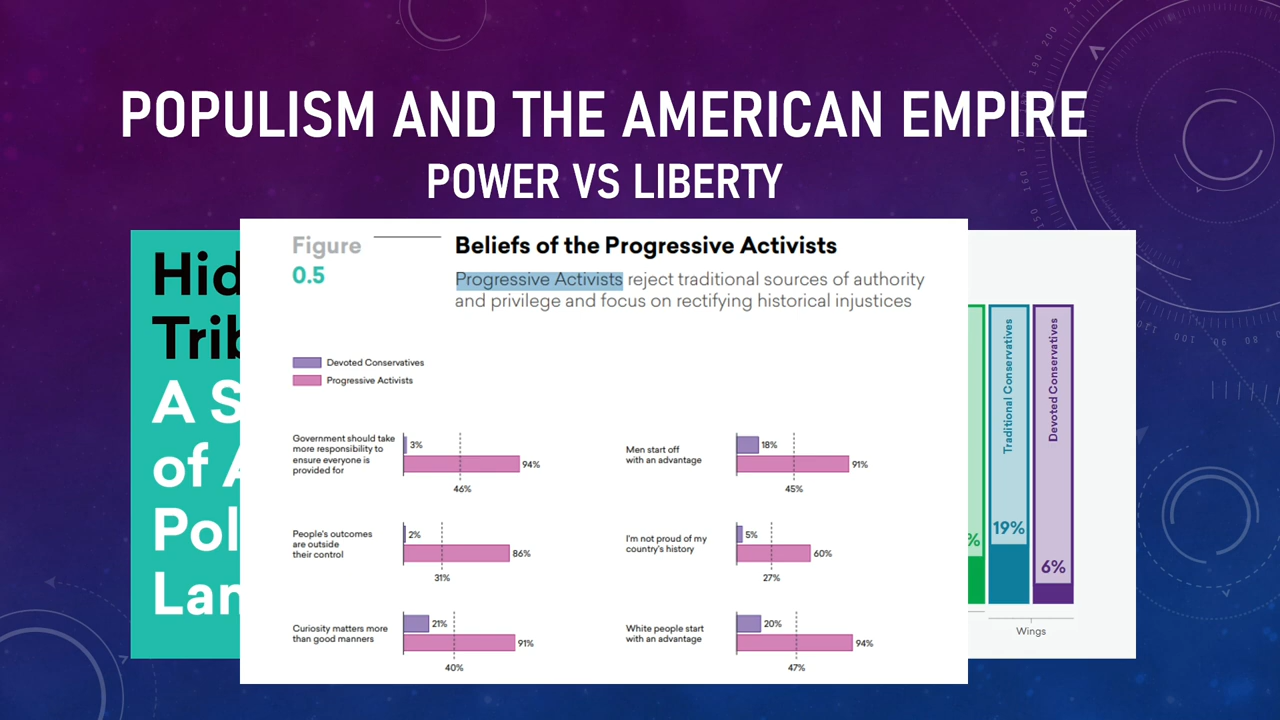 POPULISM AND THE AMERICAN EMPIRE
POWER VS LIBERTY
Hid
Trib
A S
of A
Pol
Lan
Figure
0.5
Beliefs of the Progressive Activists
Progressive Activists reject traditional sources of authority
and privilege and focus on rectifying historical injustices
Devoted Conservatives
Progressive Activists
Government should take
more responsibility to
ensure everyone is
provided for
3%
94%
46%
People's outcomes
are outside
their control
2%
86%
31%
Curiosity matters more
than good manners
21%
91%
40%
Men start off
with an advantage
18%
91%
45%
I'm not proud of my
country's history
5%
60%
27%
White people start
with an advantage
20%
94%
47%
%
Traditional Conservatives
19%
Devoted Conservatives
6%
Wings
200
190
160
150